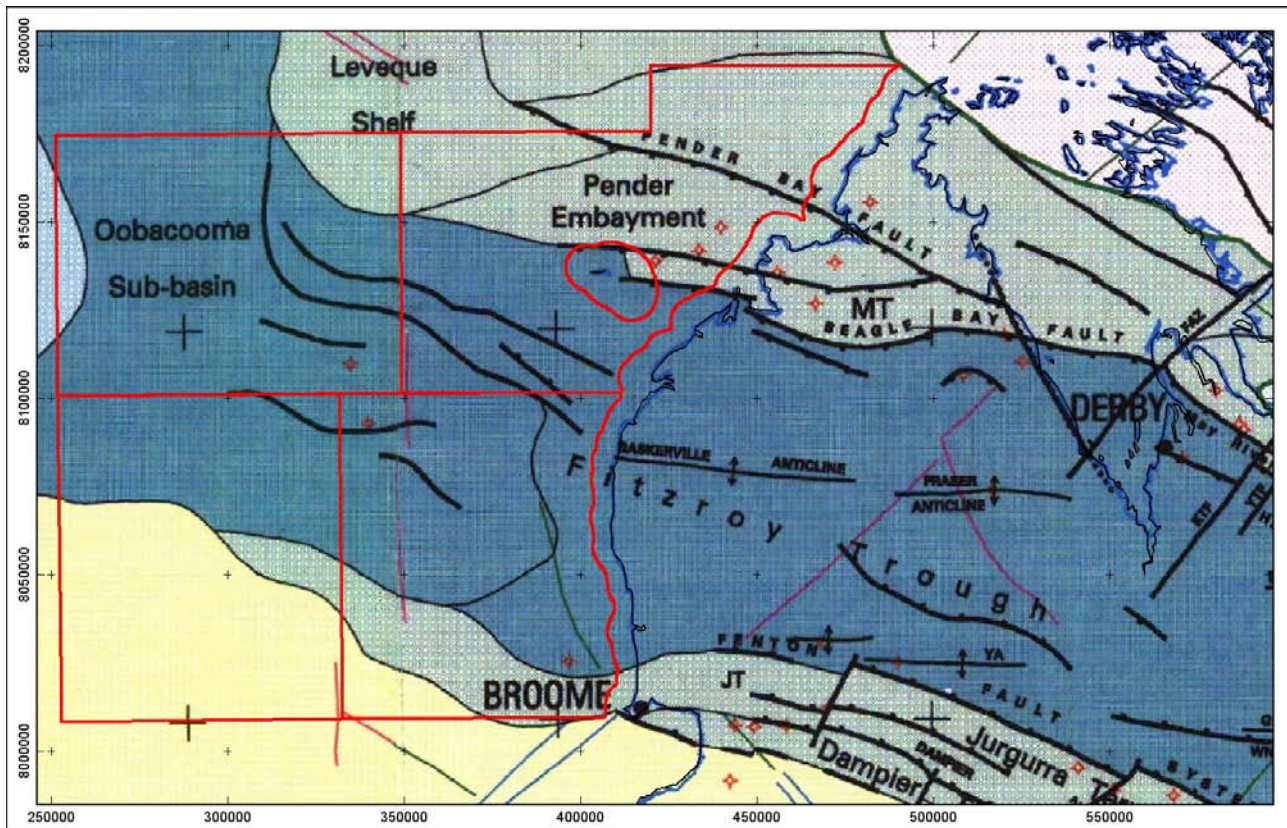 8200000
Leveque
Shelf
PENDER BAY FAULT
Pender
Embayment
8150000
Oobacooma
Sub-basin
MT
BEAGLE BAY FAULT
FAZ
8100000
DERBY
BASKERVILLE ANTICLINE
FRASER
ANTICLINE
Fitzroy
Trough
KTF
8050000
FENTON
YA
FAULT
JT
BROOME
8000000
Jurgurra
Dampier
250000 300000 350000 400000 450000 500000 550000